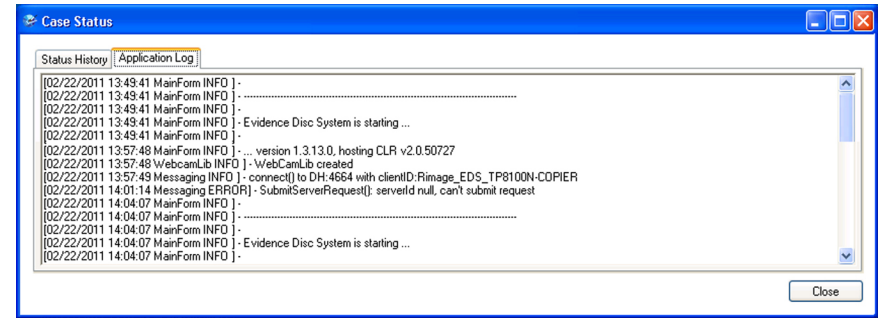 Case Status
Status History Application Log
[02/22/2011 13:49:41 MainForm INFO ] -
[02/22/2011 13:49:41 MainForm INFO ] - --------------------------------------------------------------------------------
[02/22/2011 13:49:41 MainForm INFO ] -
[02/22/2011 13:49:41 MainForm INFO ] - Evidence Disc System is starting ...
[02/22/2011 13:49:41 MainForm INFO ] -
[02/22/2011 13:57:48 MainForm INFO ] - ... version 1.3.13.0, hosting CLR v2.0.50727
[02/22/2011 13:57:48 WebcamLib INFO ] - WebCamLib created
[02/22/2011 13:57:49 Messaging INFO ] - connect() to DH:4664 with clientID:Rimage_EDS_TP8100N-COPIER
[02/22/2011 14:01:14 Messaging ERROR] - SubmitServerRequest(): serverId null, can't submit request
[02/22/2011 14:04:07 MainForm INFO ] -
[02/22/2011 14:04:07 MainForm INFO ] - --------------------------------------------------------------------------------
[02/22/2011 14:04:07 MainForm INFO ] -
[02/22/2011 14:04:07 MainForm INFO ] - Evidence Disc System is starting ...
[02/22/2011 14:04:07 MainForm INFO ] -
Close